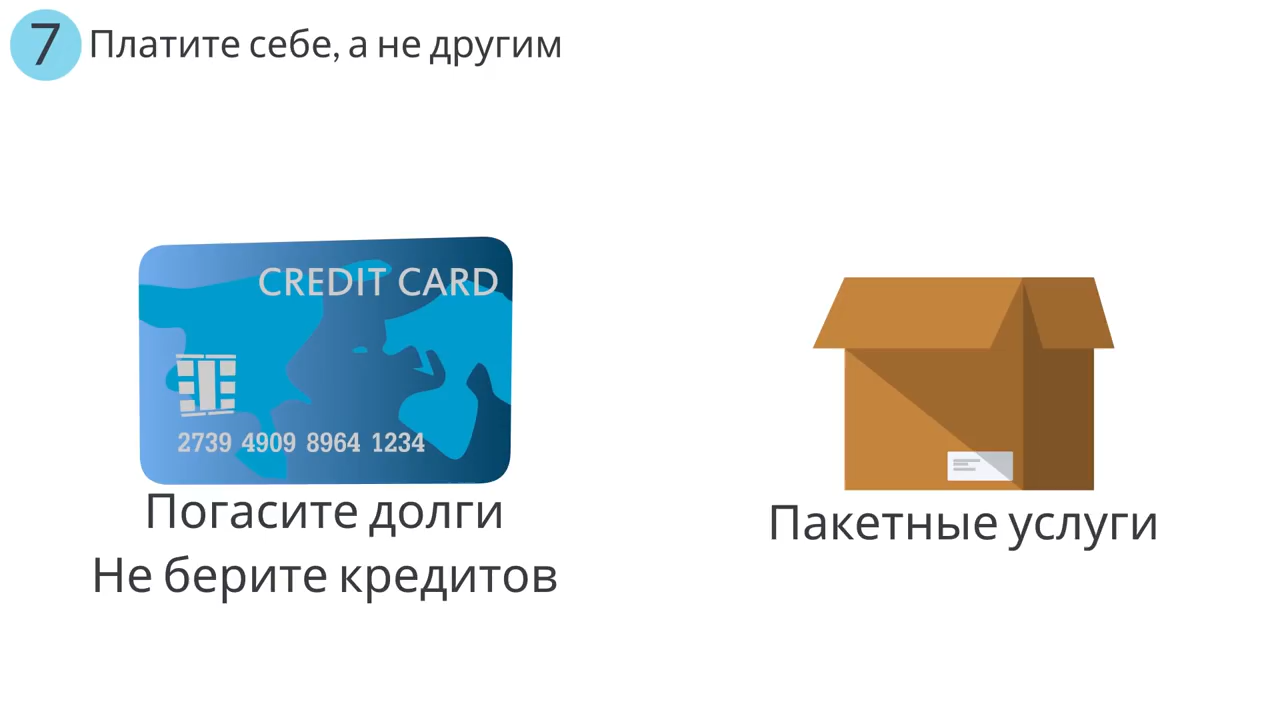 7 Платите себе, а не другим
CREDIT CARD
2739 4909 8964 1234
Погасите долги
Не берите кредитов
Пакетные услуги